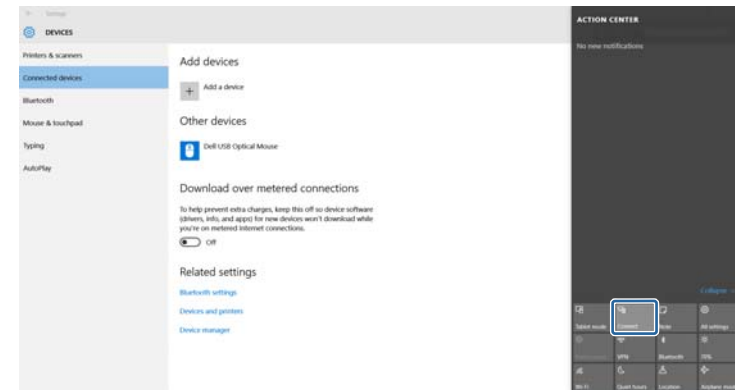 Settings
DEVICES
Printers & scanners
Connected devices
Bluetooth
Mouse & touchpad
Typing
AutoPlay
Add devices
Add a device
Other devices
Dell USB Optical Mouse
Download over metered connections
To help prevent extra charges, keep this off so device software
(drivers, info, and apps) for new devices won't download while
you're on metered Internet connections.
Off
Related settings
Bluetooth settings
Devices and printers
Device manager
ACTION CENTER
No new notifications
Collapse
Tablet mode
Connect
Note
All settings
VPN
Bluetooth
70%
Wi-Fi
Quiet hours
Location
Airplane mode